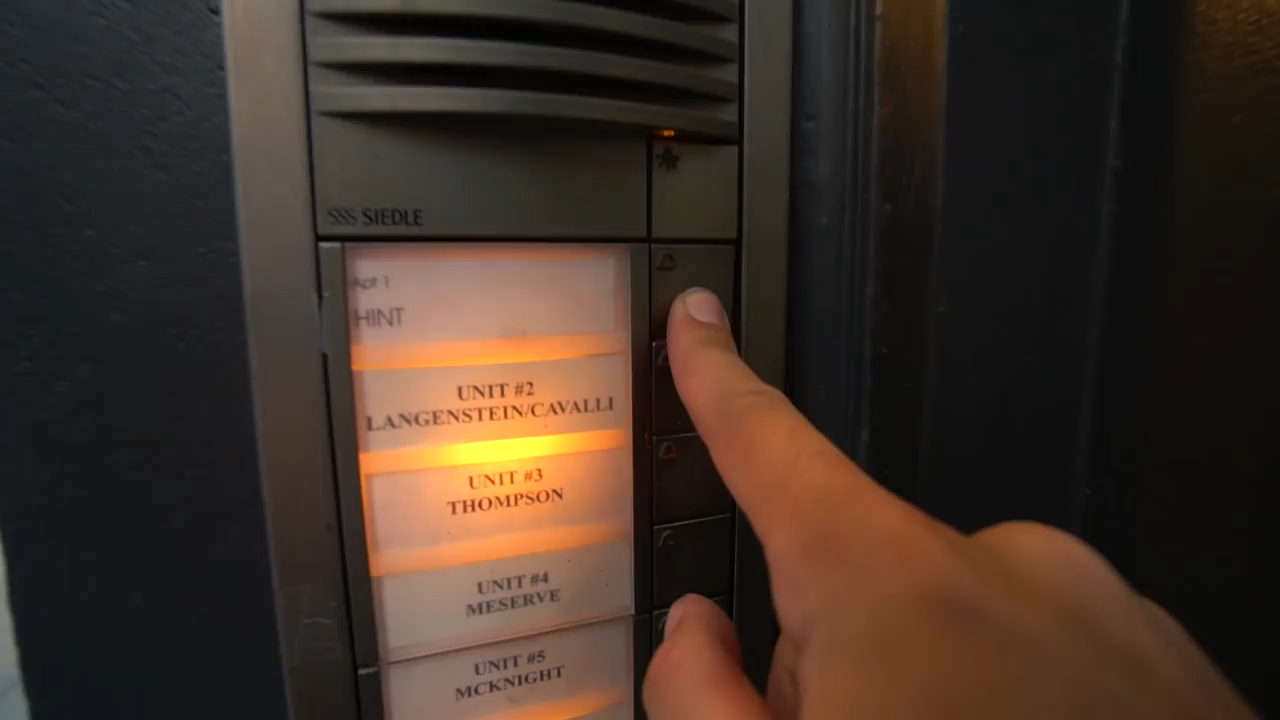 SSS SIEDLE
Apt 1
HINT
UNIT #2
LANGENSTEIN/CAVALLI
UNIT #3
THOMPSON
UNIT #4
MESERVE
UNIT #5
MCKNIGHT